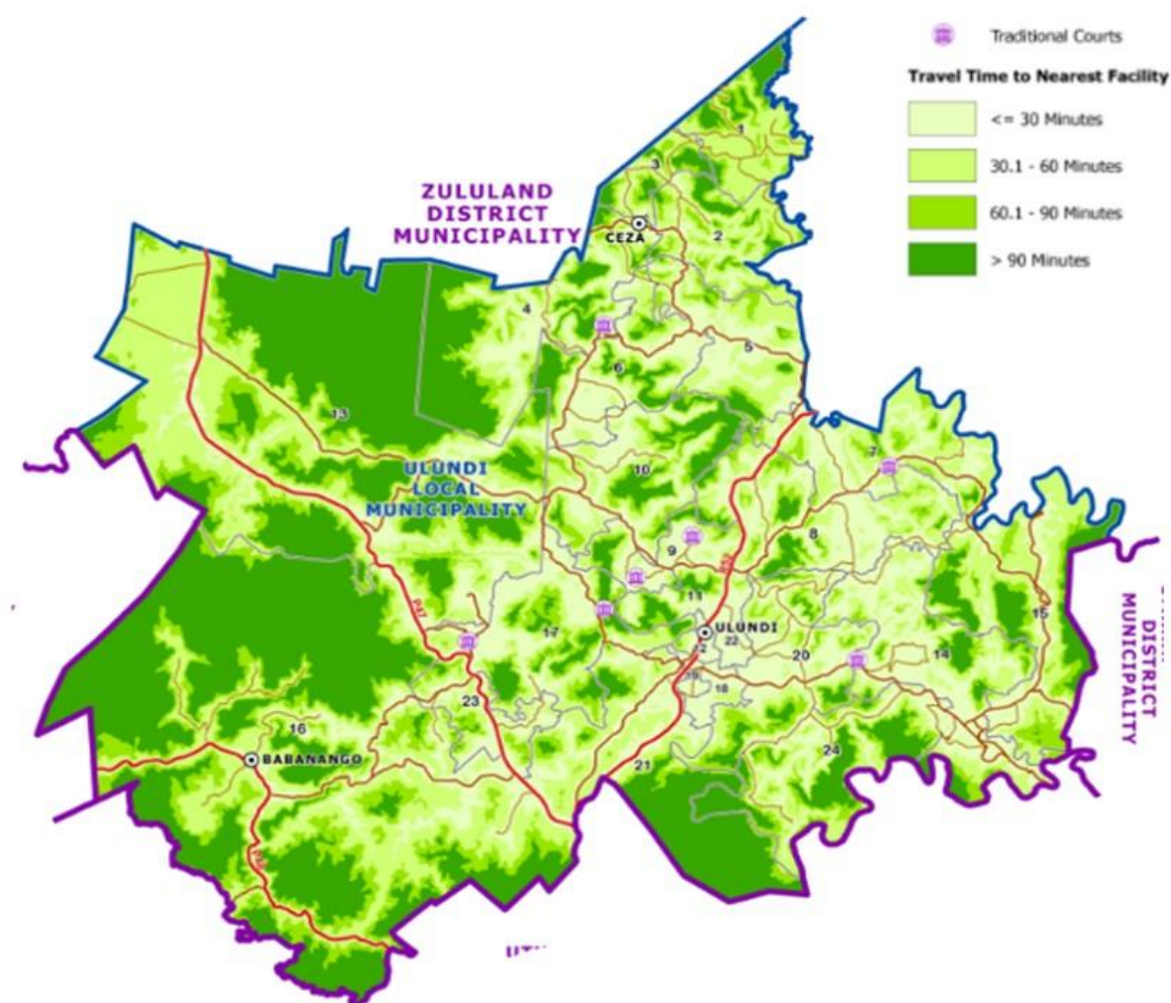 Traditional Courts
Travel Time to Nearest Facility
<= 30 Minutes
30.1 - 60 Minutes
60.1 - 90 Minutes
> 90 Minutes
ZULULAND
DISTRICT
MUNICIPALITY
1
3
CEZA
2
4
5
6
13
ULUNDI
LOCAL
MUNICIPALITY
10
7
9
8
11
P47
17
ULUNDI
22
20
14
15
19
18
DISTRICT
MUNICIPALITY
23
16
BABANANGO
21
24